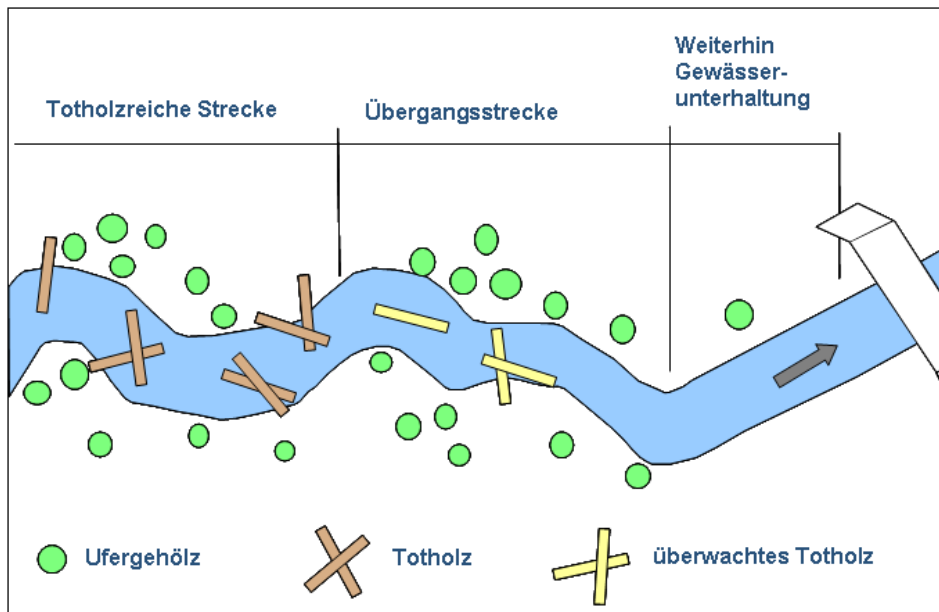 Totholzreiche Strecke
Übergangsstrecke
Weiterhin
Gewässer-
unterhaltung
Ufergehölz
Totholz
überwachtes Totholz